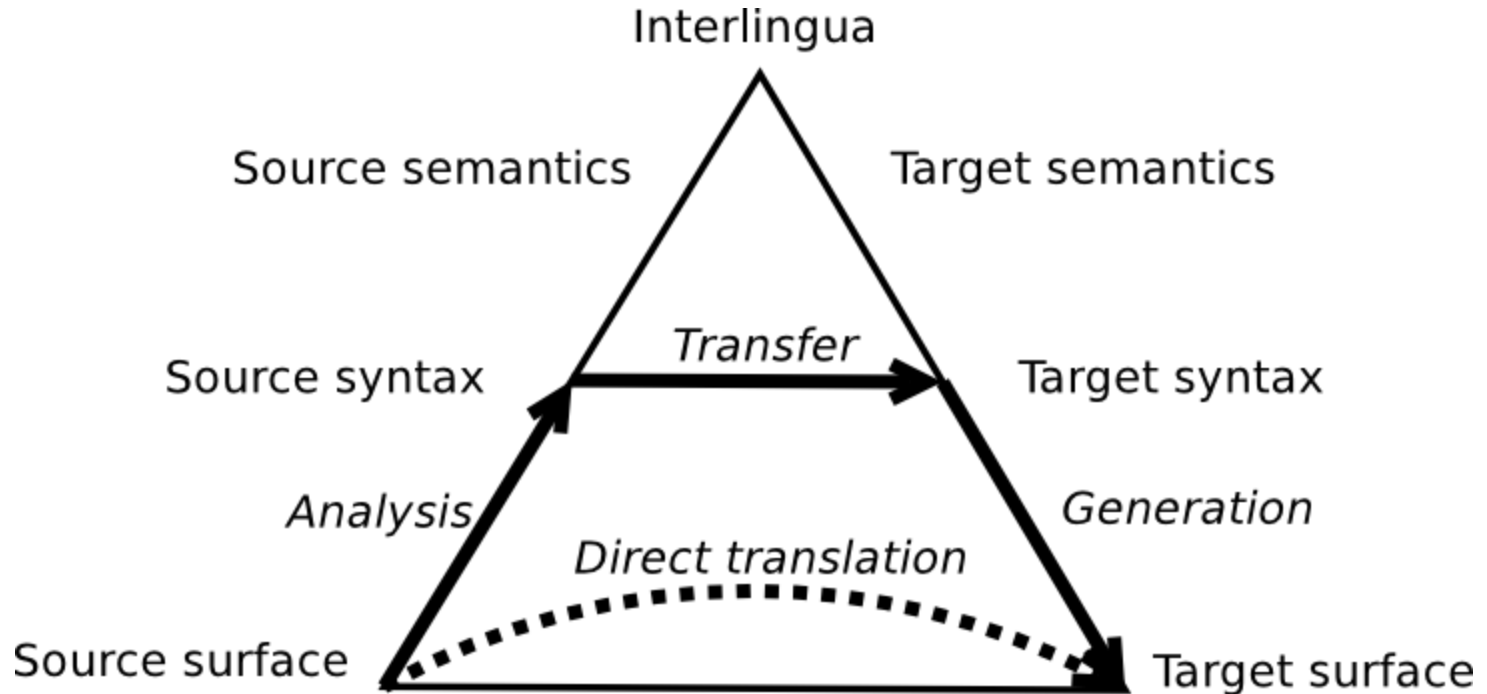 Interlingua
Source semantics
Target semantics
Transfer
Source syntax
Target syntax
Analysis
Generation
Direct translation
Source surface
Target surface